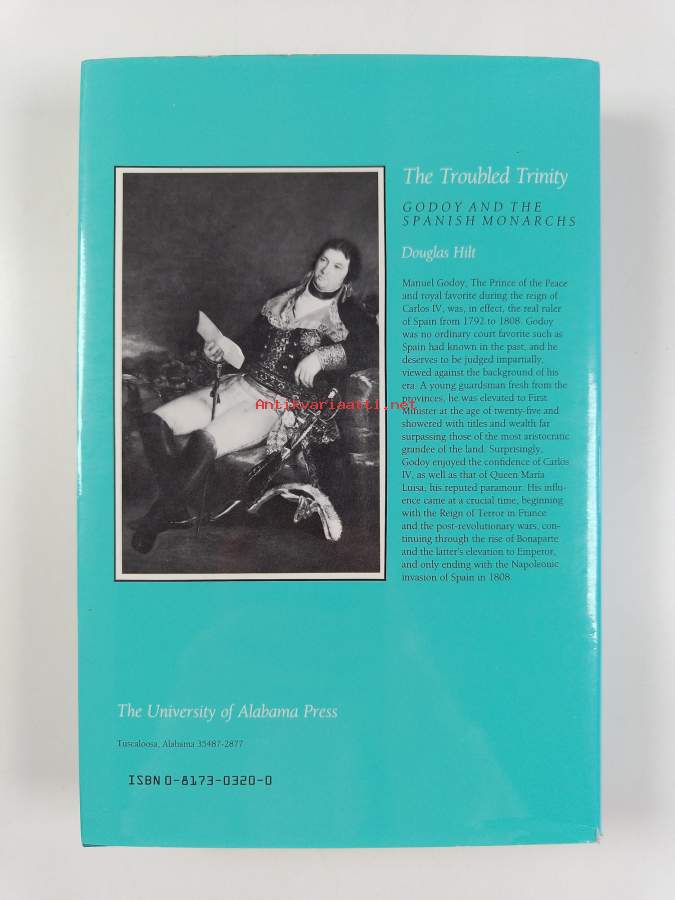 The Troubled Trinity
GODOY AND THE
SPANISH MONARCHS
Douglas Hilt
Manuel Godoy, The Prince of the Peace
and royal favorite during the reign of
Carlos IV, was, in effect, the real ruler
of Spain from 1792 to 1808. Godoy
was no ordinary court favorite such as
Spain had known in the past, and he
deserves to be judged impartially,
viewed against the background of his
era. A young guardsman fresh from the
provinces, he was elevated to First
Minister at the age of twenty-five and
showered with titles and wealth far
surpassing those of the most aristocratic
grandee of the land. Surprisingly,
Godoy enjoyed the confidence of Carlos
IV, as well as that of Queen María
Luisa, his reputed paramour. His influ-
ence came at a crucial time, beginning
with the Reign of Terror in France
and the post-revolutionary wars, con-
tinuing through the rise of Bonaparte
and the latter's elevation to Emperor,
and only ending with the Napoleonic
invasion of Spain in 1808.
Antikvariaatti.net
The University of Alabama Press
Tuscaloosa, Alabama 35487-2877
ISBN 0-8173-0320-0